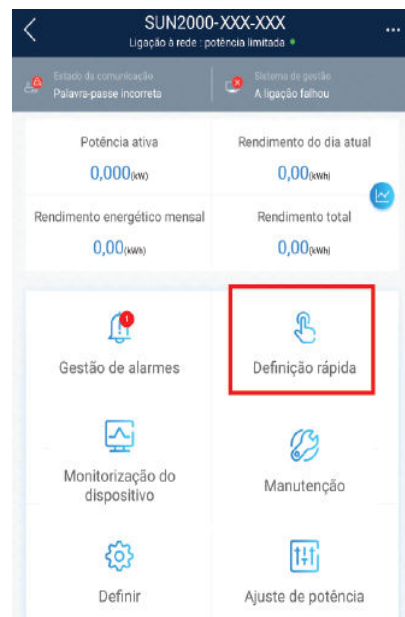 SUN2000-XXX-XXX
Ligação à rede : potência limitada
Estado da comunicação
Palavra-passe incorreta
Sistema de gestão
A ligação falhou
Potência ativa
0,000(kW)
Rendimento do dia atual
0,00(kWh)
Rendimento energético mensal
0,00(kWh)
Rendimento total
0,00(kWh)
1
Gestão de alarmes
Definição rápida
Monitorização do
dispositivo
Manutenção
Definir
Ajuste de potência